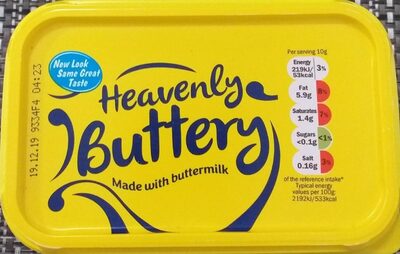 New Look
Same Great
Taste
19.12.19 9334F4 04:23
Heavenly
Buttery
Made with buttermilk
Per serving 10g
Energy
219kJ/
53kcal
3%
Fat
5.9g
8%
Saturates
1.4g
7%
Sugars
<0.1g
<1%
Salt
0.16g
3%
of the reference intake*
Typical energy
values per 100g:
2192kJ/533kcal